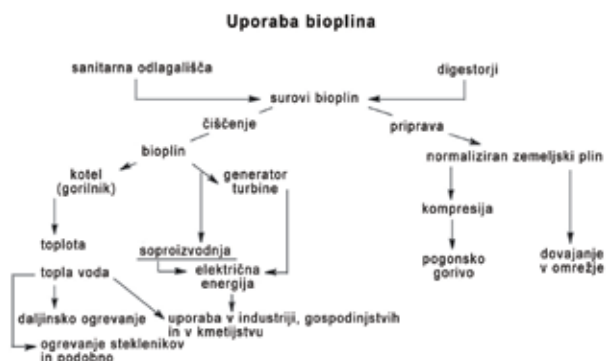 Uporaba bioplina
sanitarna odlagališča
digestorji
surovi bioplin
čiščenje
priprava
bioplin
normaliziran zemeljski plin
kotel
(gorilnik)
generator
turbine
kompresija
toplota
soproizvodnja
pogonsko
gorivo
dovajanje
v omrežje
topla voda
električna
energija
daljinsko ogrevanje
uporaba v industriji, gospodinjstvih
in v kmetijstvu
ogrevanje steklenikov
in podobno